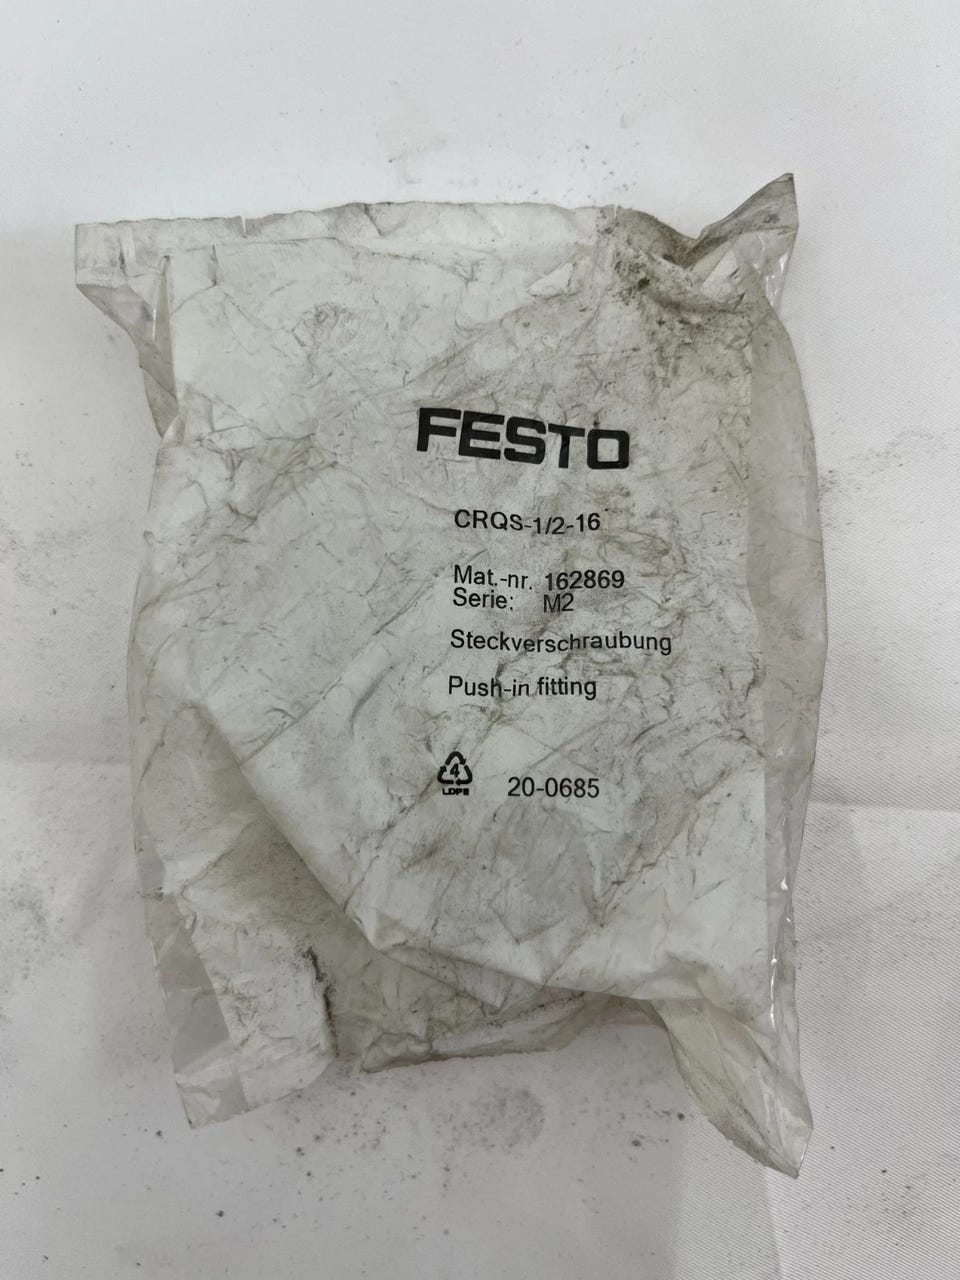 FESTO
CRQS-1/2-16
Mat.-nr. 162869
Serie: M2
Steckverschraubung
Push-in fitting
4
LDPE
20-0685